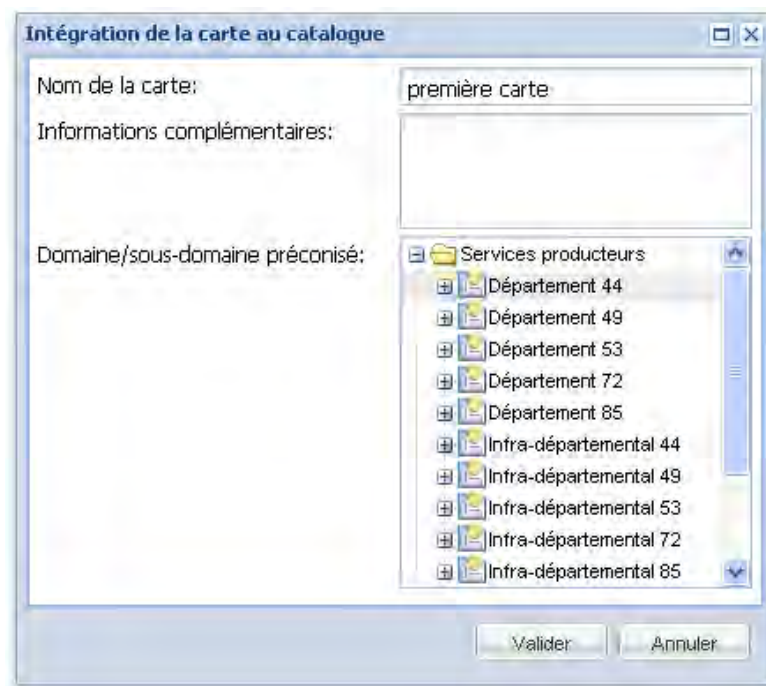 Intégration de la carte au catalogue
Nom de la carte:
première carte
Informations complémentaires:
Domaine/sous-domaine préconisé:
Services producteurs
Département 44
Département 49
Département 53
Département 72
Département 85
Infra-départemental 44
Infra-départemental 49
Infra-départemental 53
Infra-départemental 72
Infra-départemental 85
Valider
Annuler